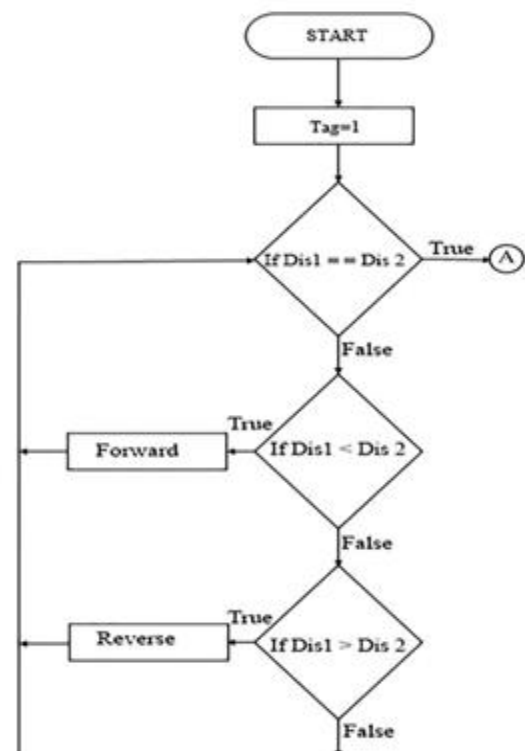 START
Tag=1
If Dis1 = = Dis 2
True
A
False
True
Forward
If Dis1 < Dis 2
False
True
Reverse
If Dis1 > Dis 2
False